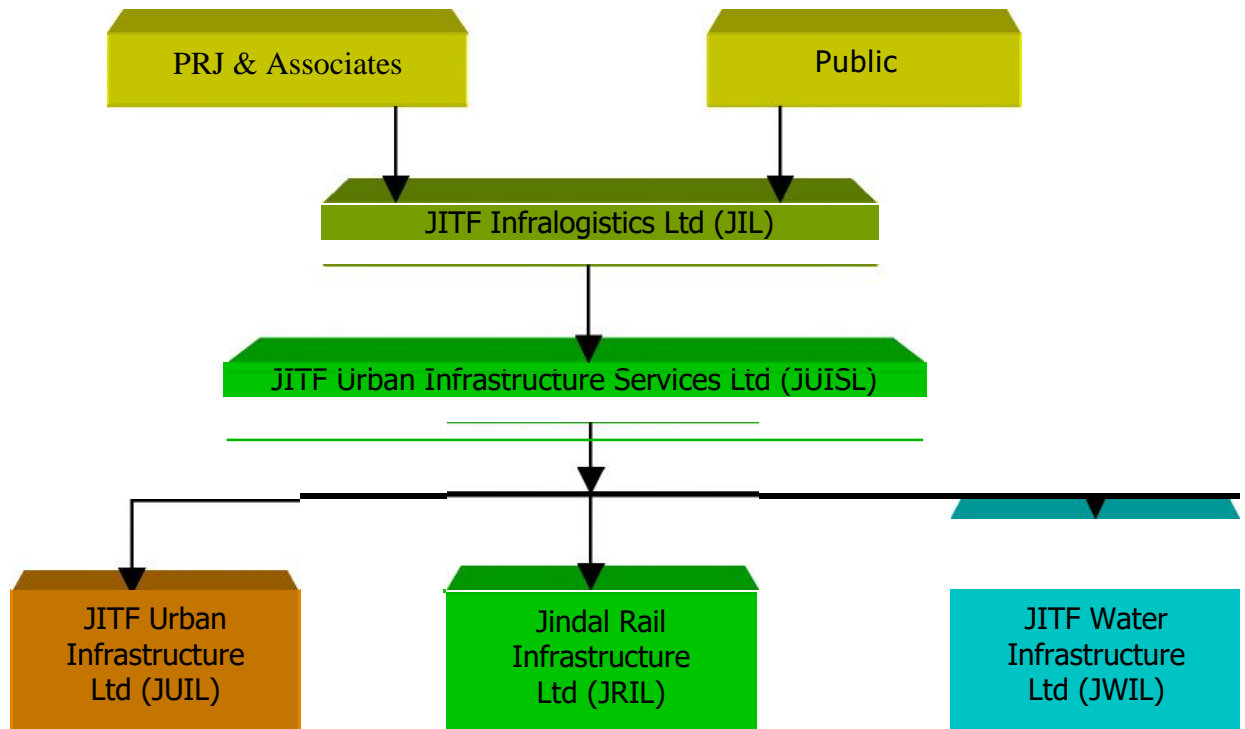 PRJ & Associates
Public
JITF Infralogistics Ltd (JIL)
JITF Urban Infrastructure Services Ltd (JUISL)
JITF Urban
Infrastructure
Ltd (JUIL)
Jindal Rail
Infrastructure
Ltd (JRIL)
JITF Water
Infrastructure
Ltd (JWIL)